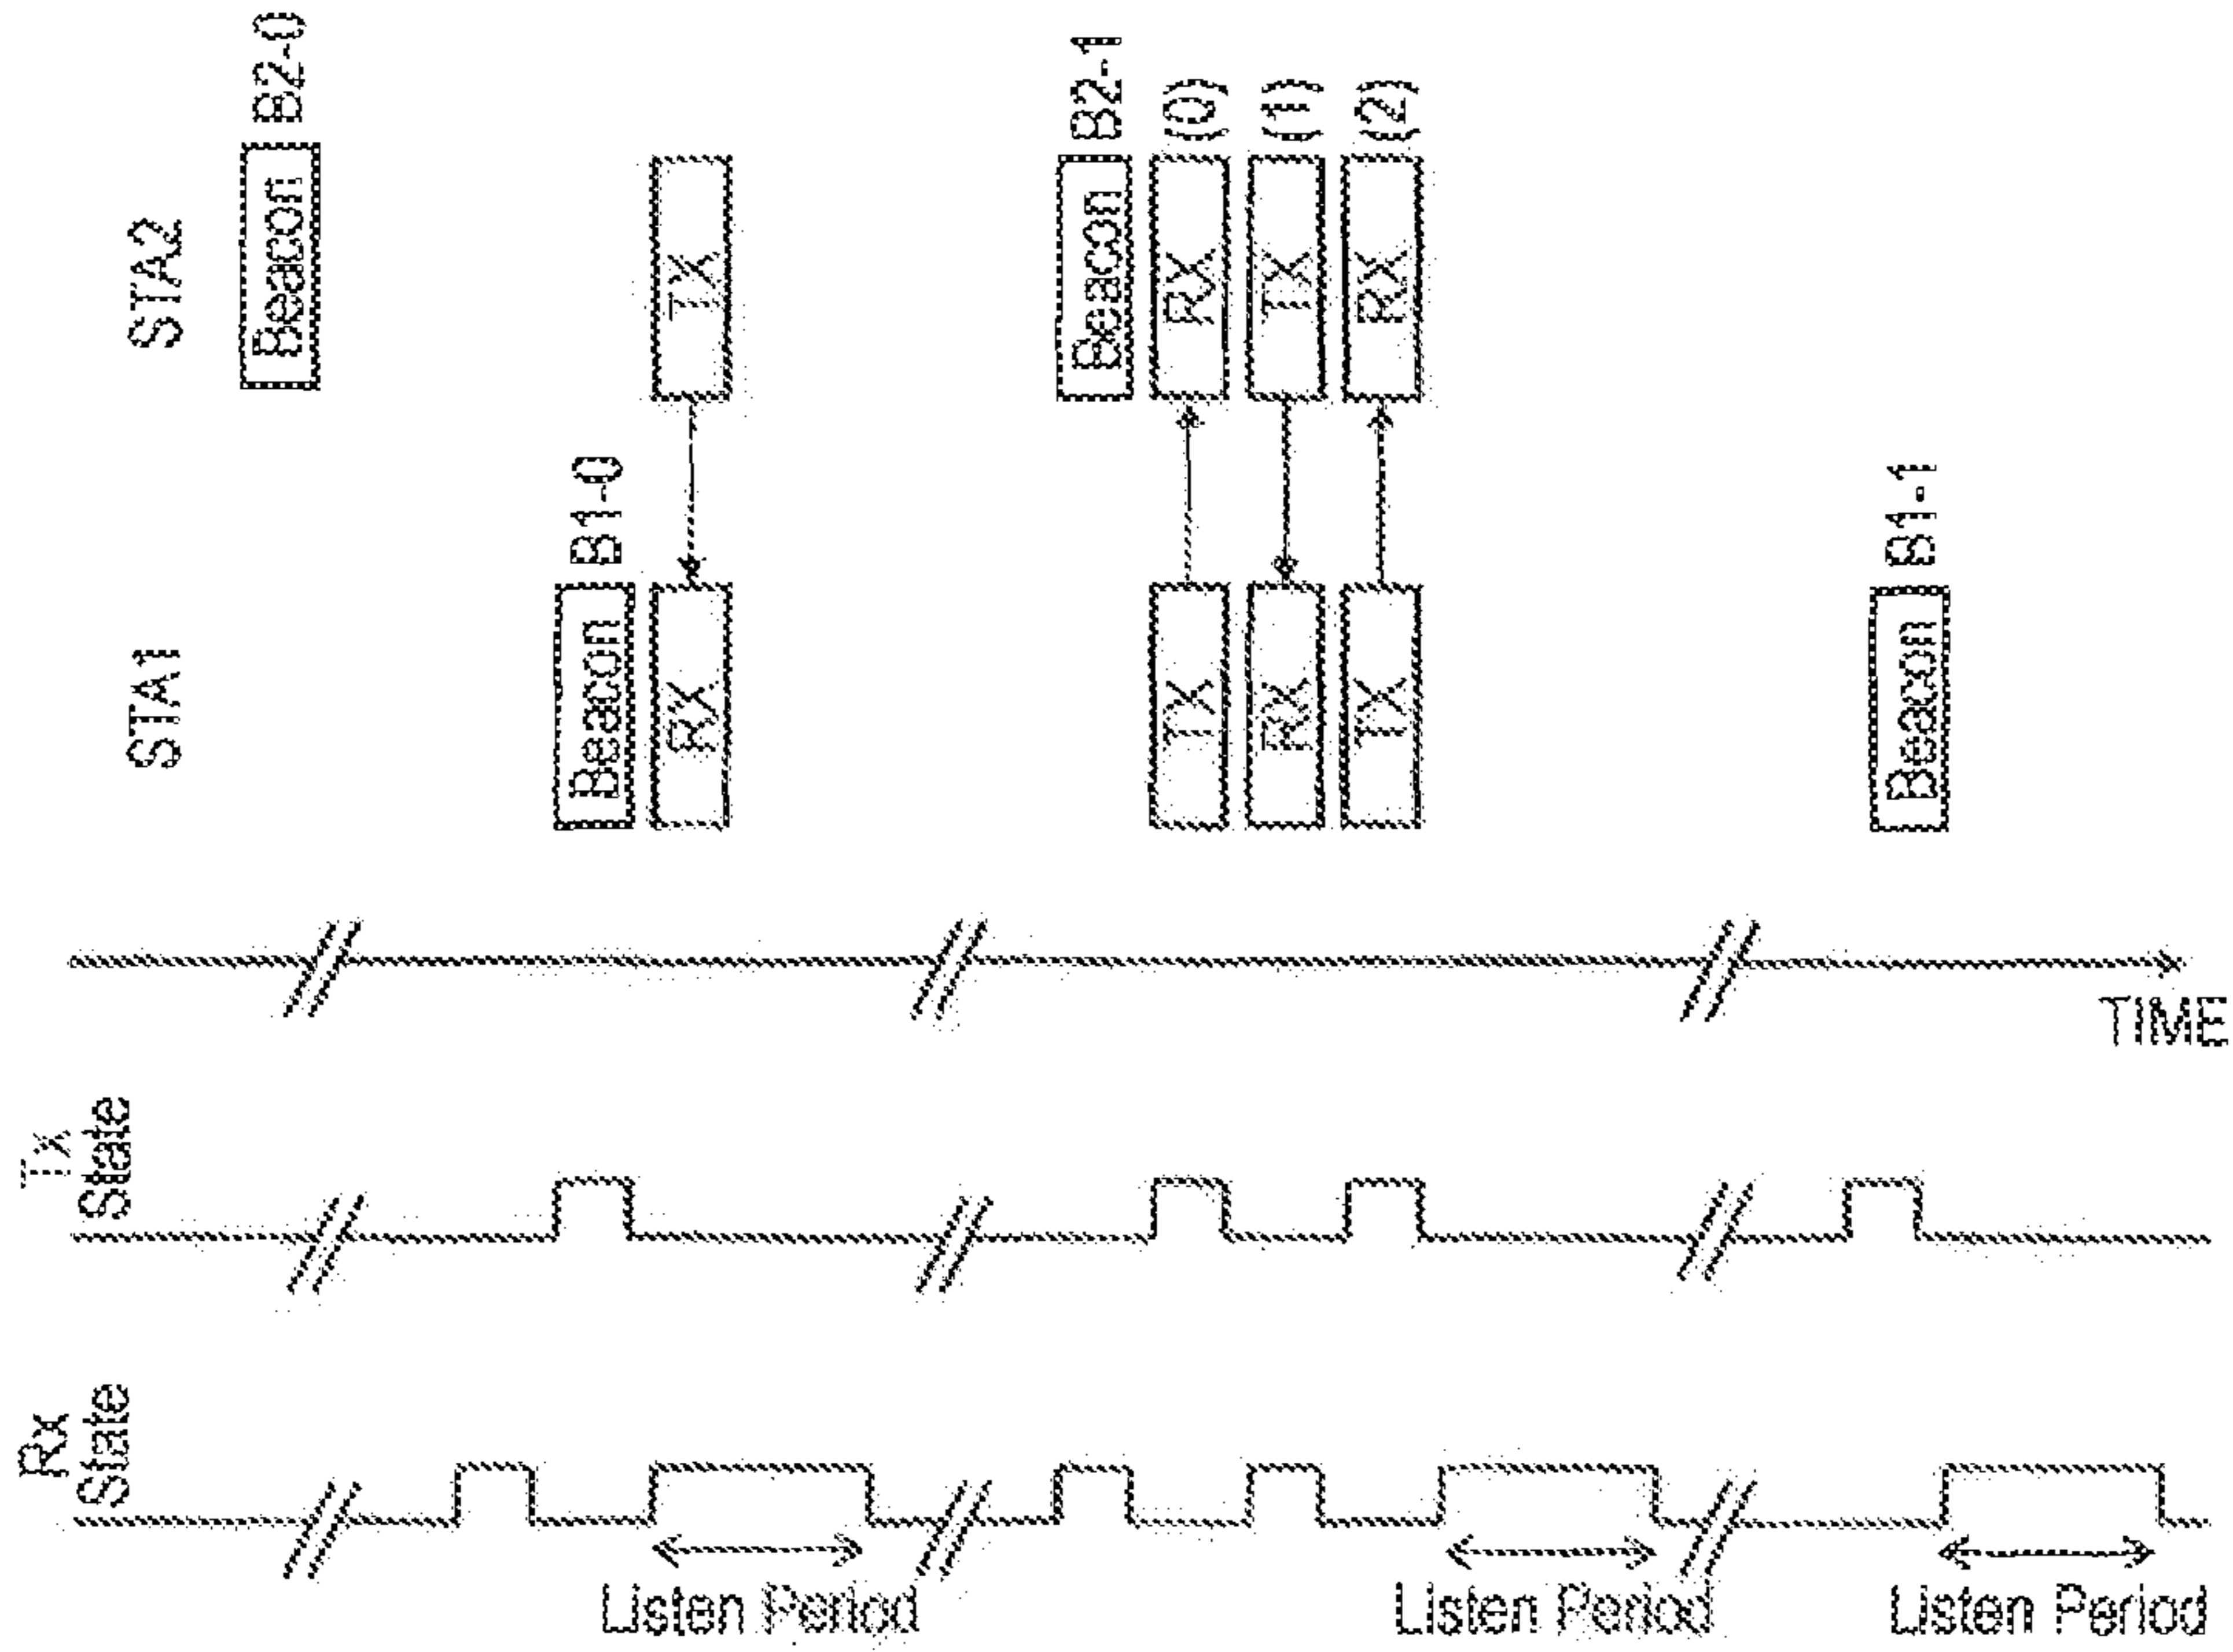 STA2
Beacon B2-0
TX
Beacon B2-1
RX (0)
TX (1)
RX (2)
STA1
Beacon B1-0
RX
TX
RX
TX
Beacon B1-1
TIME
Tx
State
Rx
State
Listen Period
Listen Period
Listen Period